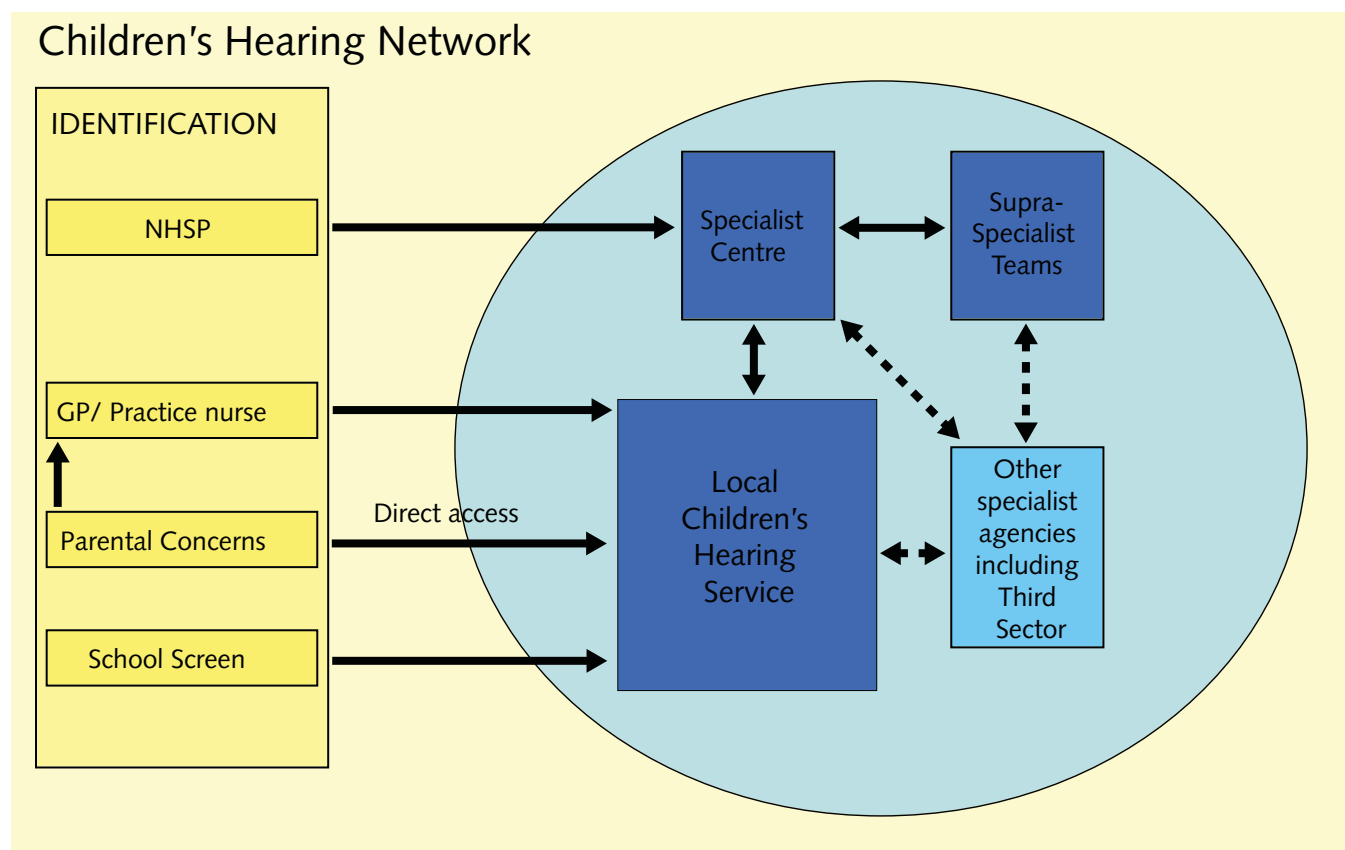 Children's Hearing Network
IDENTIFICATION
NHSP
GP/ Practice nurse
Parental Concerns
School Screen
Direct access
Specialist
Centre
Supra-
Specialist
Teams
Local
Children's
Hearing
Service
Other
specialist
agencies
including
Third
Sector